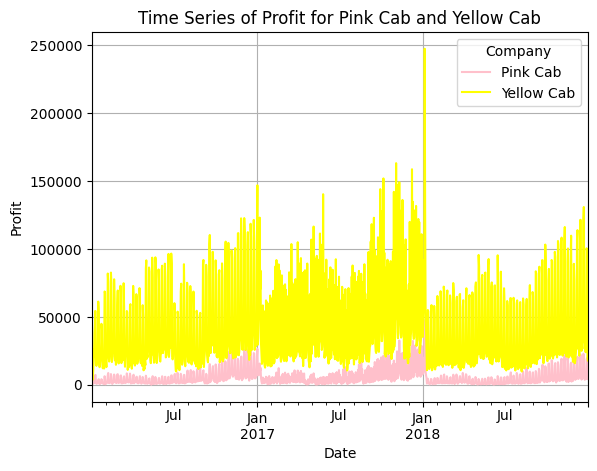 Time Series of Profit for Pink Cab and Yellow Cab
Company
Pink Cab
Yellow Cab
250000
200000
150000
100000
50000
0
Profit
Jul
Jan
2017
Jul
Jan
2018
Jul
Date